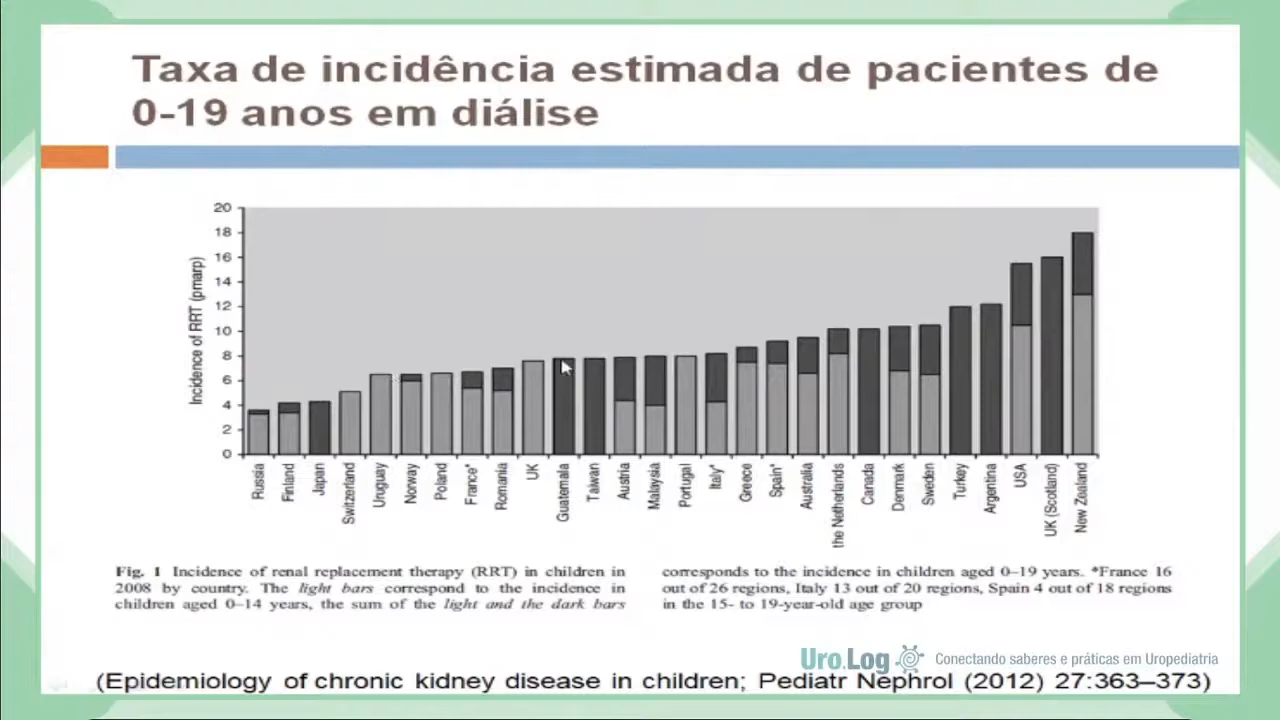 Taxa de incidência estimada de pacientes de
0-19 anos em diálise
Incidence of RRT (pmarp)
20
18
16
14
12
10
8
6
4
2
0
Russia
Finland
Japan
Switzerland
Uruguay
Norway
Poland
France*
Romania
UK
Guatemala
Taiwan
Austria
Malaysia
Portugal
Italy*
Greece
Spain*
Australia
the Netherlands
Canada
Denmark
Sweden
Turkey
Argentina
USA
UK (Scotland)
New Zealand
Fig. 1 Incidence of renal replacement therapy (RRT) in children in
2008 by country. The light bars correspond to the incidence in
children aged 0–14 years, the sum of the light and the dark bars
corresponds to the incidence in children aged 0–19 years. *France 16
out of 26 regions, Italy 13 out of 20 regions, Spain 4 out of 18 regions
in the 15- to 19-year-old age group
Uro.Log Conectando saberes e práticas em Uropediatria
(Epidemiology of chronic kidney disease in children; Pediatr Nephrol (2012) 27:363–373)